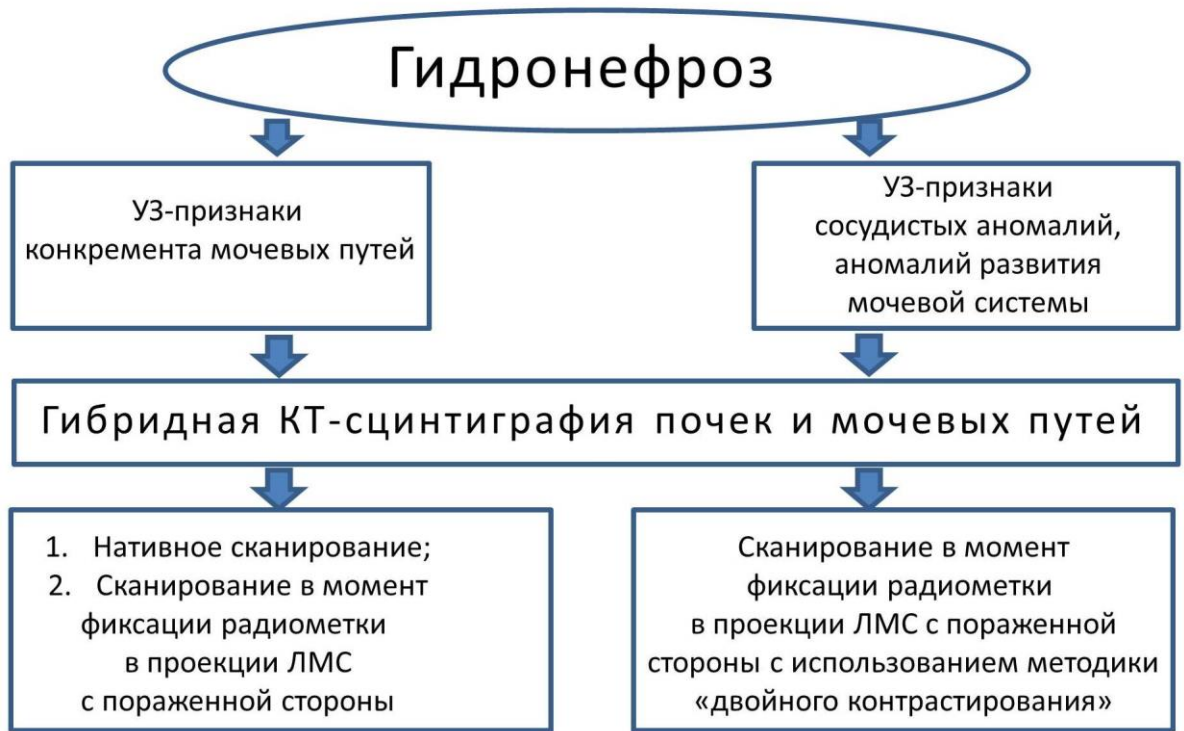 Гидронефроз
УЗ-признаки
конкремента мочевых путей
УЗ-признаки
сосудистых аномалий,
аномалий развития
мочевой системы
Гибридная КТ-сцинтиграфия почек и мочевых путей
1. Нативное сканирование;
2. Сканирование в момент
фиксации радиометки
в проекции ЛМС
с пораженной стороны
Сканирование в момент
фиксации радиометки
в проекции ЛМС с пораженной
стороны с использованием методики
«двойного контрастирования»